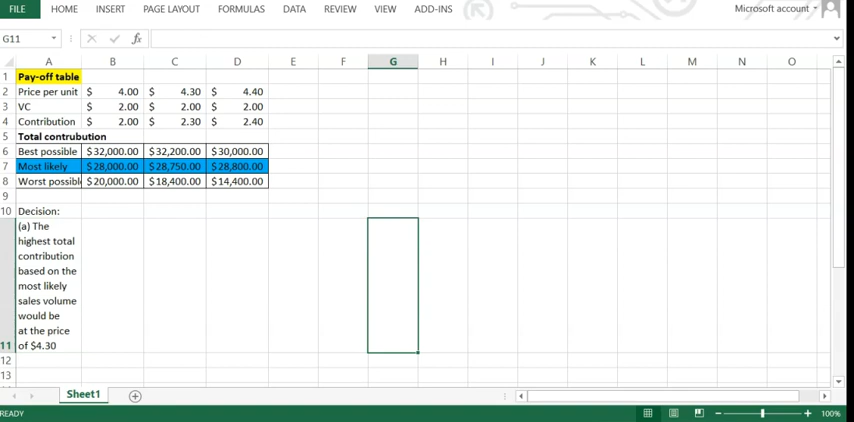 FILE HOME INSERT PAGE LAYOUT FORMULAS DATA REVIEW VIEW ADD-INS Microsoft account
G11 fx
A B C D E F G H I J K L M N O
1 Pay-off table
2 Price per unit $ 4.00 $ 4.30 $ 4.40
3 VC $ 2.00 $ 2.00 $ 2.00
4 Contribution $ 2.00 $ 2.30 $ 2.40
5 Total contrubution
6 Best possible $32,000.00 $32,200.00 $30,000.00
7 Most likely $28,000.00 $28,750.00 $28,800.00
8 Worst possibl $20,000.00 $18,400.00 $14,400.00
9
10 Decision:
(a) The
highest total
contribution
based on the
most likely
sales volume
would be
at the price
11 of $4.30
12
13
Sheet1
READY 100%